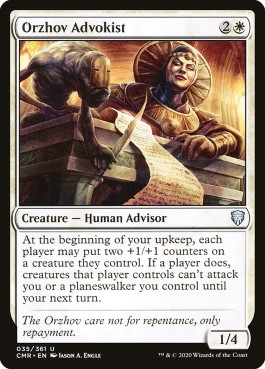 Orzhov Advokist 2
Creature — Human Advisor
At the beginning of your upkeep, each
player may put two +1/+1 counters on
a creature they control. If a player does,
creatures that player controls can't attack
you or a planeswalker you control until
your next turn.
The Orzhov care not for repentance, only
repayment.
1/4
035/361 U
CMR • EN Jason A. Engle
™ & © 2020 Wizards of the Coast